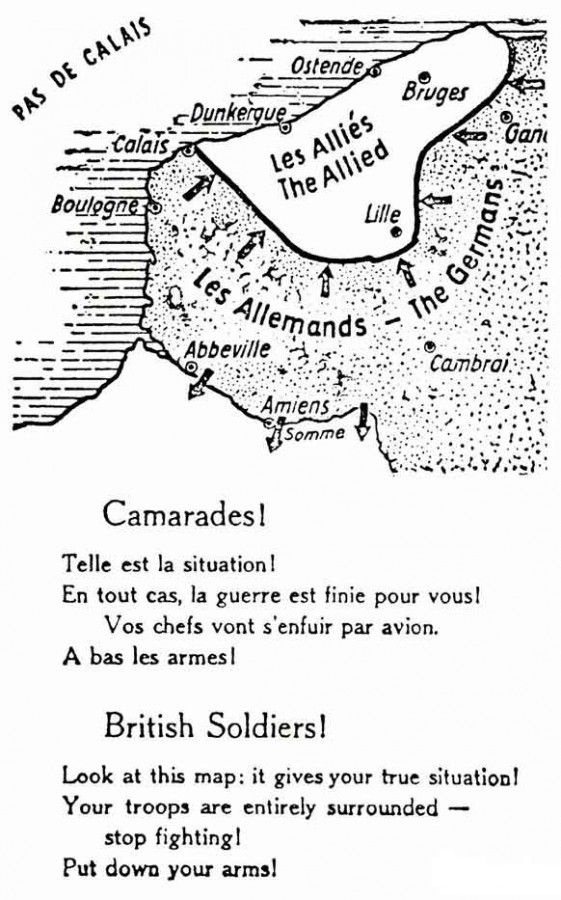 PAS DE CALAIS
Ostende
Bruges
Dunkerque
Gand
Calais
Les Alliés
The Allied
Boulogne
Lille
Les Allemands – The Germans
Abbeville
Cambrai
Amiens
Somme
Camarades!
Telle est la situation!
En tout cas, la guerre est finie pour vous!
Vos chefs vont s'enfuir par avion.
A bas les armes!
British Soldiers!
Look at this map: it gives your true situation!
Your troops are entirely surrounded —
stop fighting!
Put down your arms!